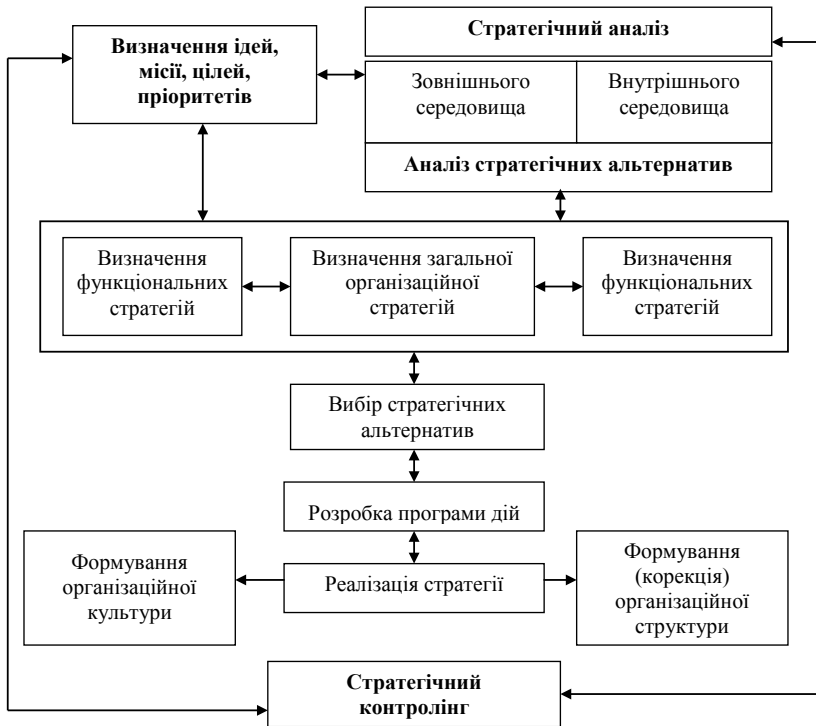 Визначення ідей,
місії, цілей,
пріоритетів
Стратегічний аналіз
Зовнішнього
середовища
Внутрішнього
середовища
Аналіз стратегічних альтернатив
Визначення
функціональних
стратегій
Визначення загальної
організаційної
стратегій
Визначення
функціональних
стратегій
Вибір стратегічних
альтернатив
Розробка програми дій
Формування
організаційної
культури
Реалізація стратегії
Формування
(корекція)
організаційної
структури
Стратегічний
контролінг